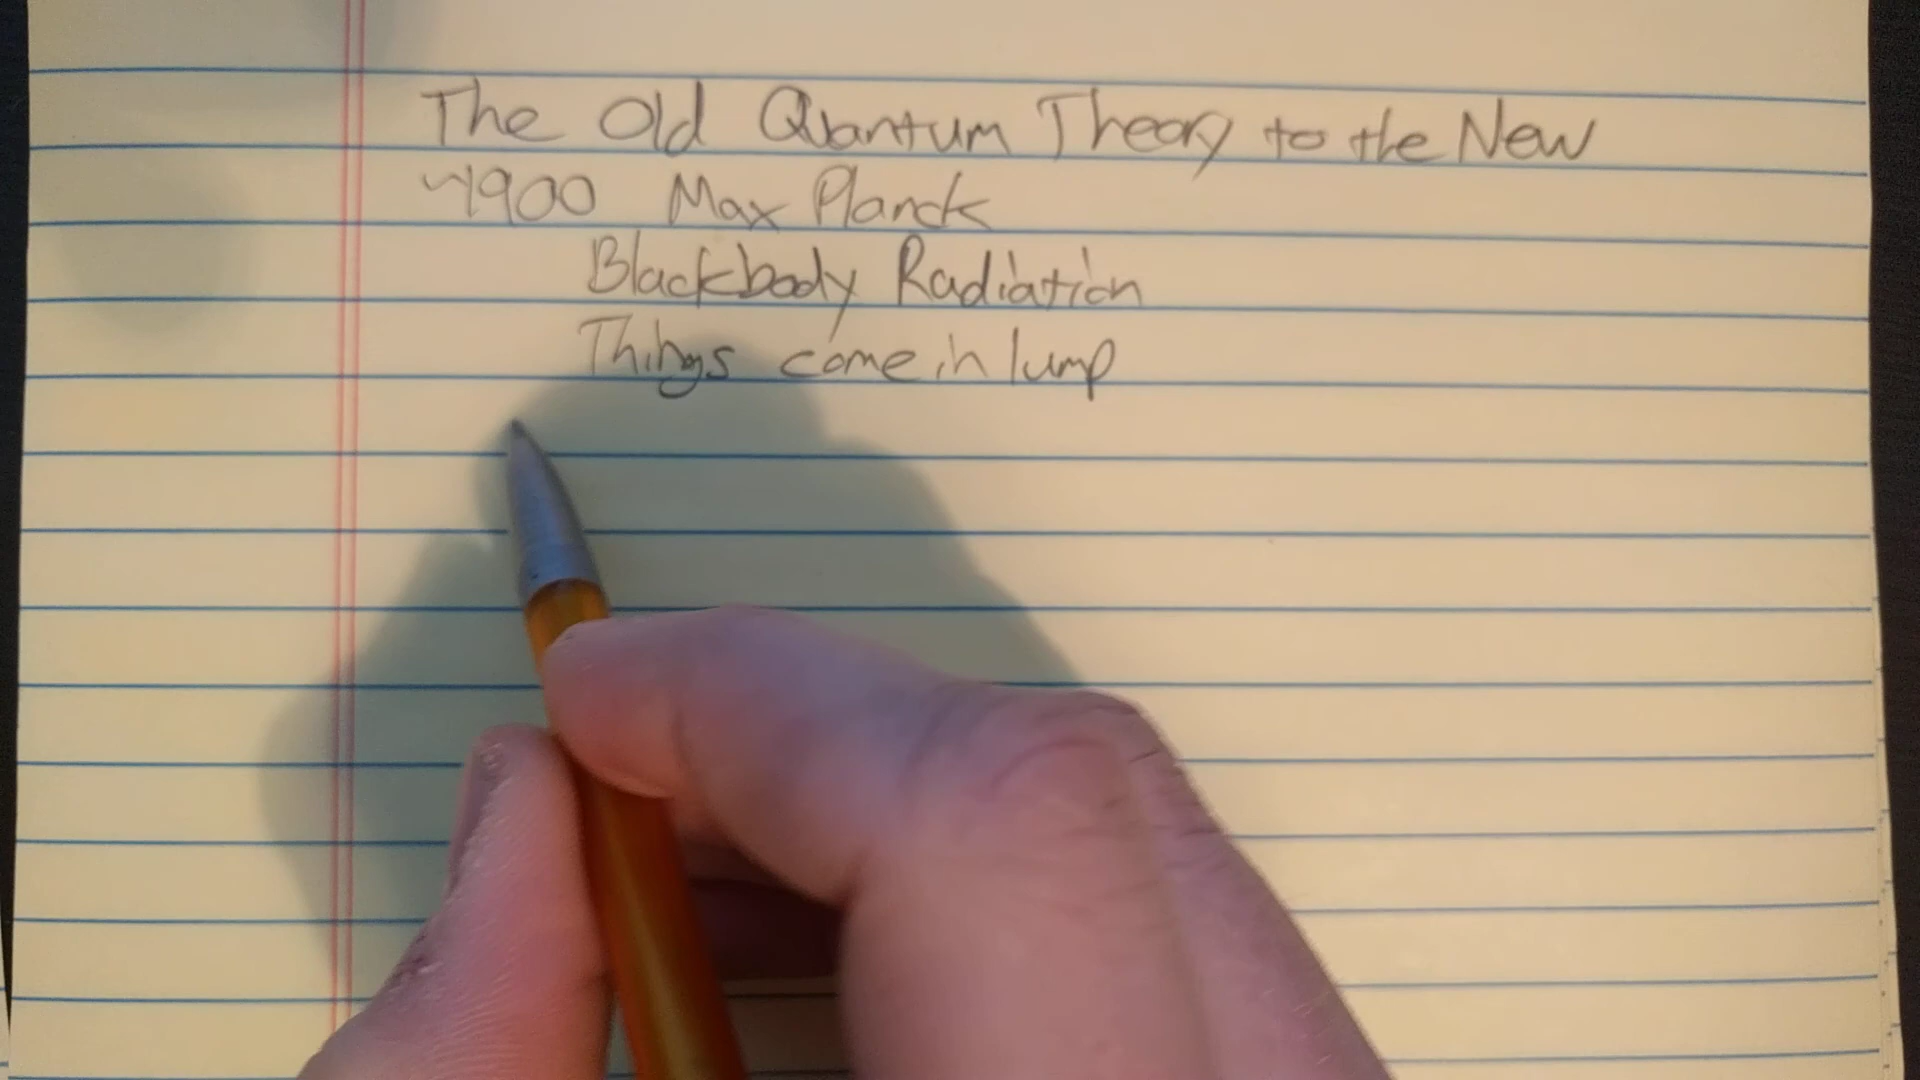 The Old Quantum Theory to the New
~1900 Max Planck
Blackbody Radiation
Things come in lump